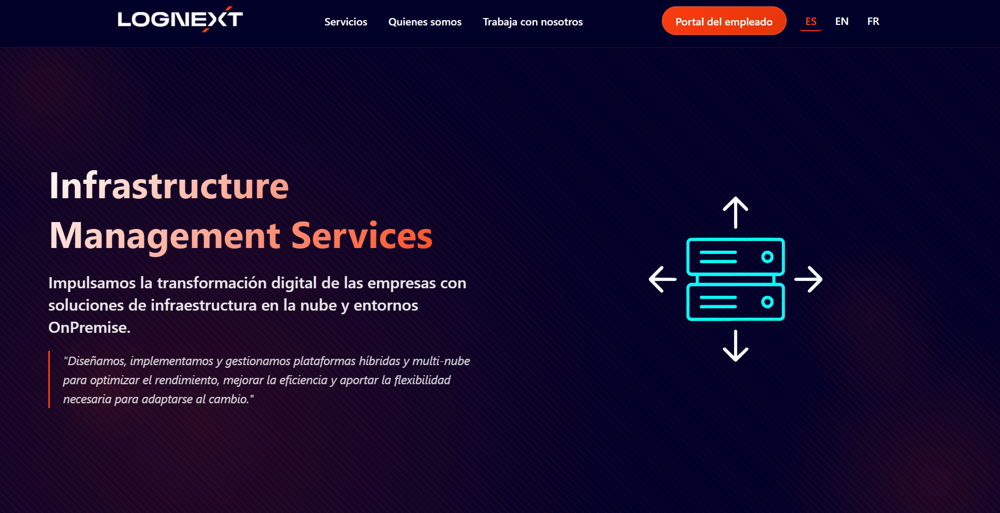 LOGNEXT
Servicios
Quienes somos
Trabaja con nosotros
Portal del empleado
ES
EN
FR
Infrastructure
Management Services
Impulsamos la transformación digital de las empresas con
soluciones de infraestructura en la nube y entornos
OnPremise.
"Diseñamos, implementamos y gestionamos plataformas híbridas y multi-nube
para optimizar el rendimiento, mejorar la eficiencia y aportar la flexibilidad
necesaria para adaptarse al cambio."